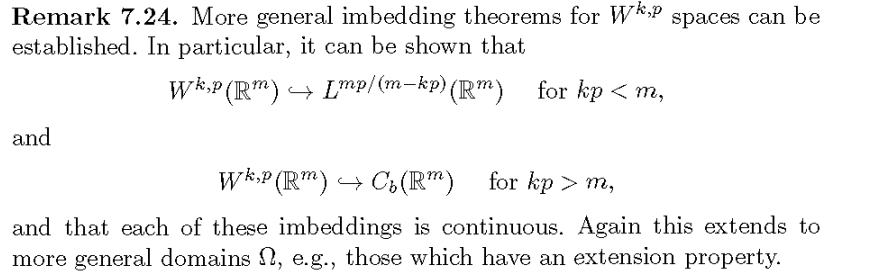 Remark 7.24. More general imbedding theorems for W^{k,p} spaces can be
established. In particular, it can be shown that
W^{k,p}(ℝ^m) ↪ L^{mp/(m−kp)}(ℝ^m) for kp < m,
and
W^{k,p}(ℝ^m) ↪ C_b(ℝ^m) for kp > m,
and that each of these imbeddings is continuous. Again this extends to
more general domains Ω, e.g., those which have an extension property.